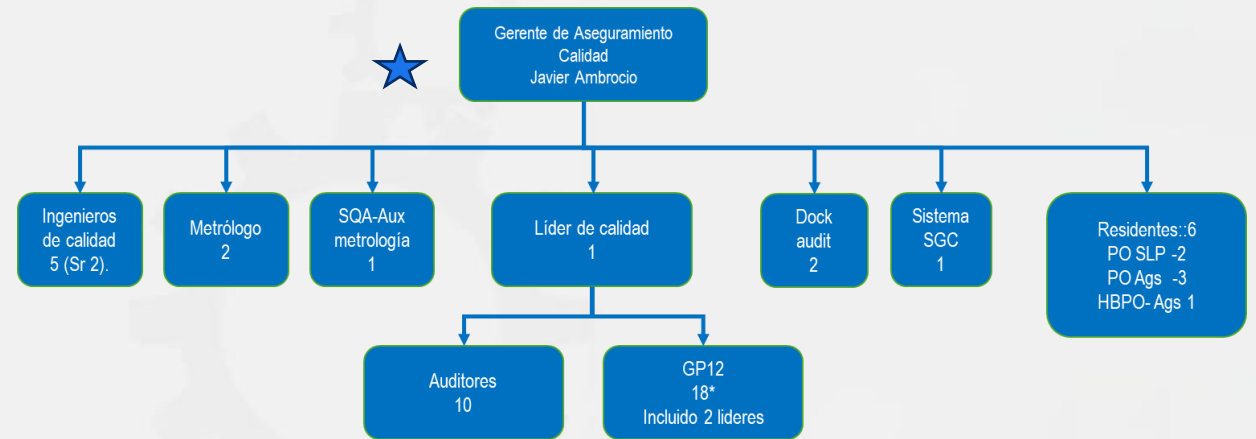 Gerente de Aseguramiento
Calidad
Javier Ambrocio
Ingenieros
de calidad
5 (Sr 2).
Metrólogo
2
SQA-Aux
metrología
1
Líder de calidad
1
Dock
audit
2
Sistema
SGC
1
Residentes::6
PO SLP -2
PO Ags -3
HBPO- Ags 1
Auditores
10
GP12
18*
Incluido 2 lideres